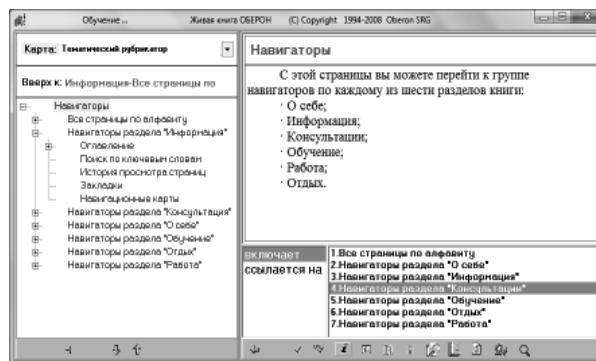 Обучение ... Живая книга ОБЕРОН (C) Copyright 1994-2008 Oberon SRG
Карта: Тематический рубрикатор
Вверх к: Информация-Все страницы по
Навигаторы
Все страницы по алфавиту
Навигаторы раздела "Информация"
Оглавление
Поиск по ключевым словам
История просмотра страниц
Закладки
Навигационные карты
Навигаторы раздела "Консультация"
Навигаторы раздела "О себе"
Навигаторы раздела "Обучение"
Навигаторы раздела "Отдых"
Навигаторы раздела "Работа"
Навигаторы
С этой страницы вы можете перейти к группе
навигаторов по каждому из шести разделов книги:
· О себе;
· Информация;
· Консультации;
· Обучение;
· Работа;
· Отдых.
включает
ссылается на
1.Все страницы по алфавиту
2.Навигаторы раздела "О себе"
3.Навигаторы раздела "Информация"
4.Навигаторы раздела "Консультации"
5.Навигаторы раздела "Обучение"
6.Навигаторы раздела "Отдых"
7.Навигаторы раздела "Работа"